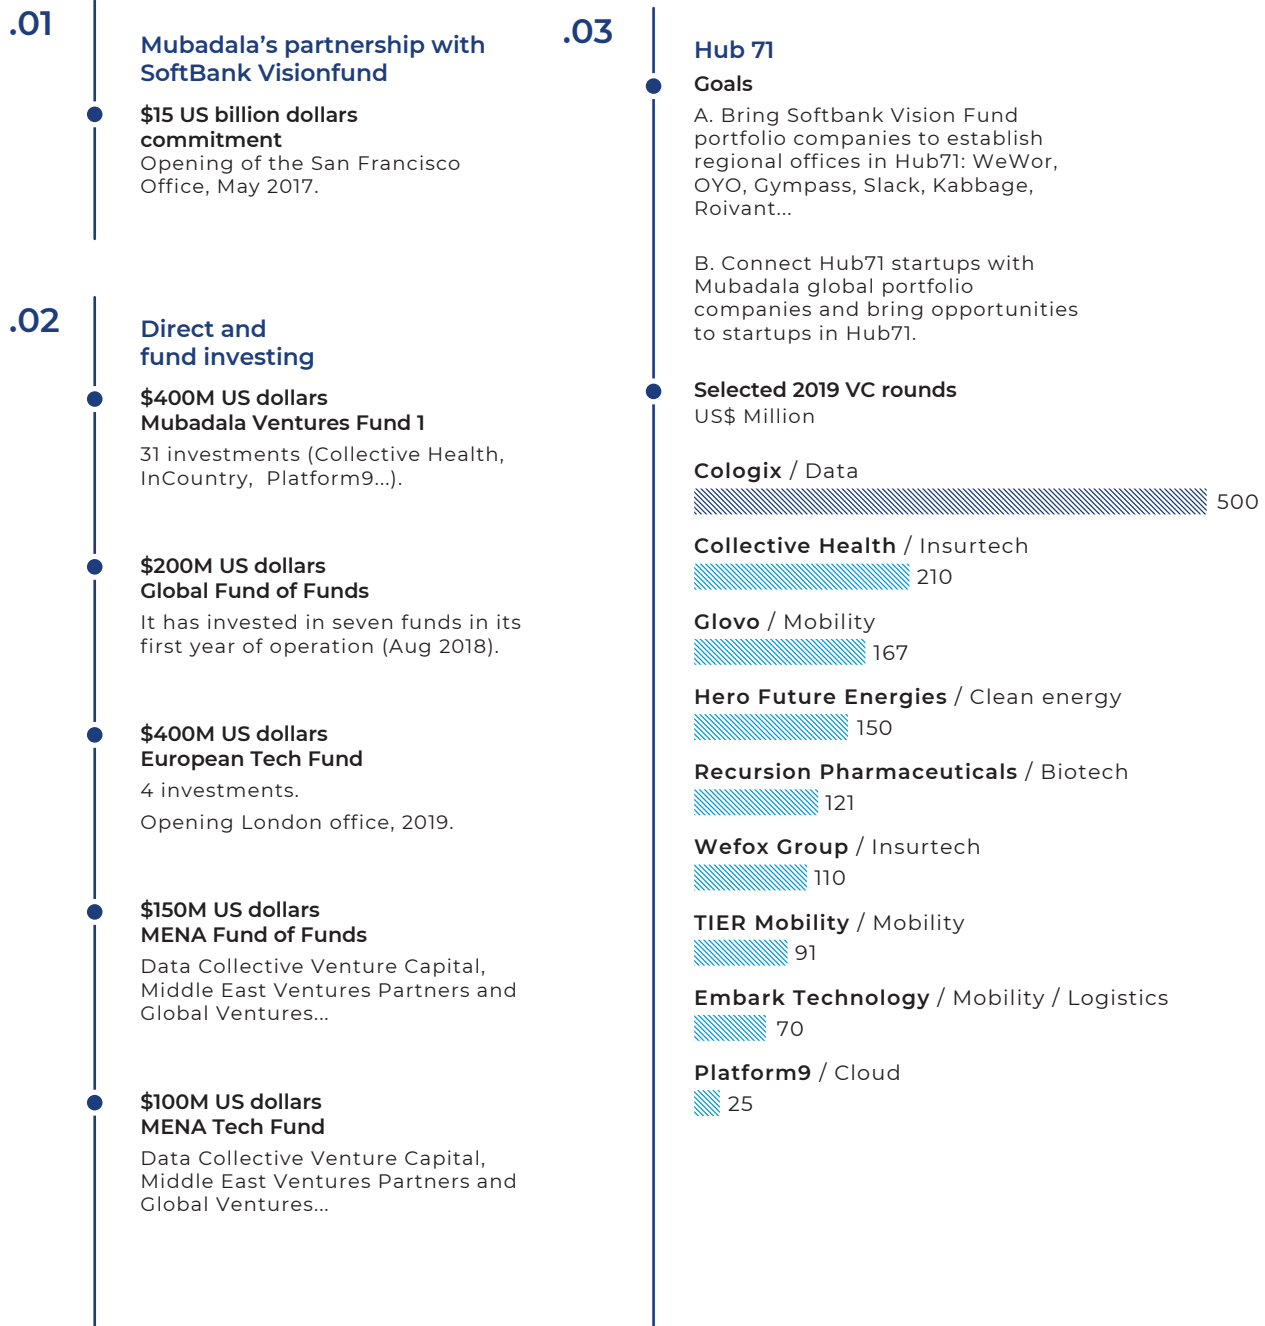 .01
Mubadala’s partnership with
SoftBank Visionfund
$15 US billion dollars
commitment
Opening of the San Francisco
Office, May 2017.
.02
Direct and
fund investing
$400M US dollars
Mubadala Ventures Fund 1
31 investments (Collective Health,
InCountry, Platform9...).
$200M US dollars
Global Fund of Funds
It has invested in seven funds in its
first year of operation (Aug 2018).
$400M US dollars
European Tech Fund
4 investments.
Opening London office, 2019.
$150M US dollars
MENA Fund of Funds
Data Collective Venture Capital,
Middle East Ventures Partners and
Global Ventures...
$100M US dollars
MENA Tech Fund
Data Collective Venture Capital,
Middle East Ventures Partners and
Global Ventures...
.03
Hub 71
Goals
A. Bring Softbank Vision Fund
portfolio companies to establish
regional offices in Hub71: WeWor,
OYO, Gympass, Slack, Kabbage,
Roivant...
B. Connect Hub71 startups with
Mubadala global portfolio
companies and bring opportunities
to startups in Hub71.
Selected 2019 VC rounds
US$ Million
Cologix / Data
500
Collective Health / Insurtech
210
Glovo / Mobility
167
Hero Future Energies / Clean energy
150
Recursion Pharmaceuticals / Biotech
121
Wefox Group / Insurtech
110
TIER Mobility / Mobility
91
Embark Technology / Mobility / Logistics
70
Platform9 / Cloud
25